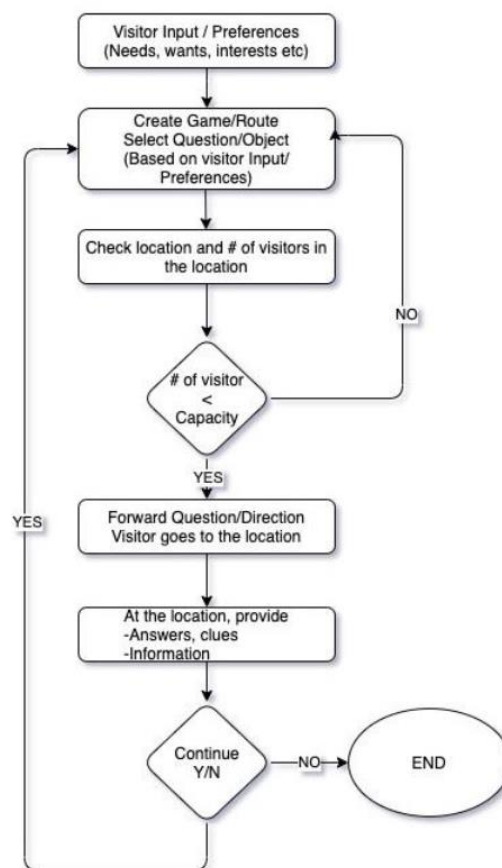 Visitor Input / Preferences
(Needs, wants, interests etc)
Create Game/Route
Select Question/Object
(Based on visitor Input/
Preferences)
Check location and # of visitors in
the location
NO
# of visitor
<
Capacity
YES
YES
Forward Question/Direction
Visitor goes to the location
At the location, provide
-Answers, clues
-Information
Continue
Y/N
NO
END